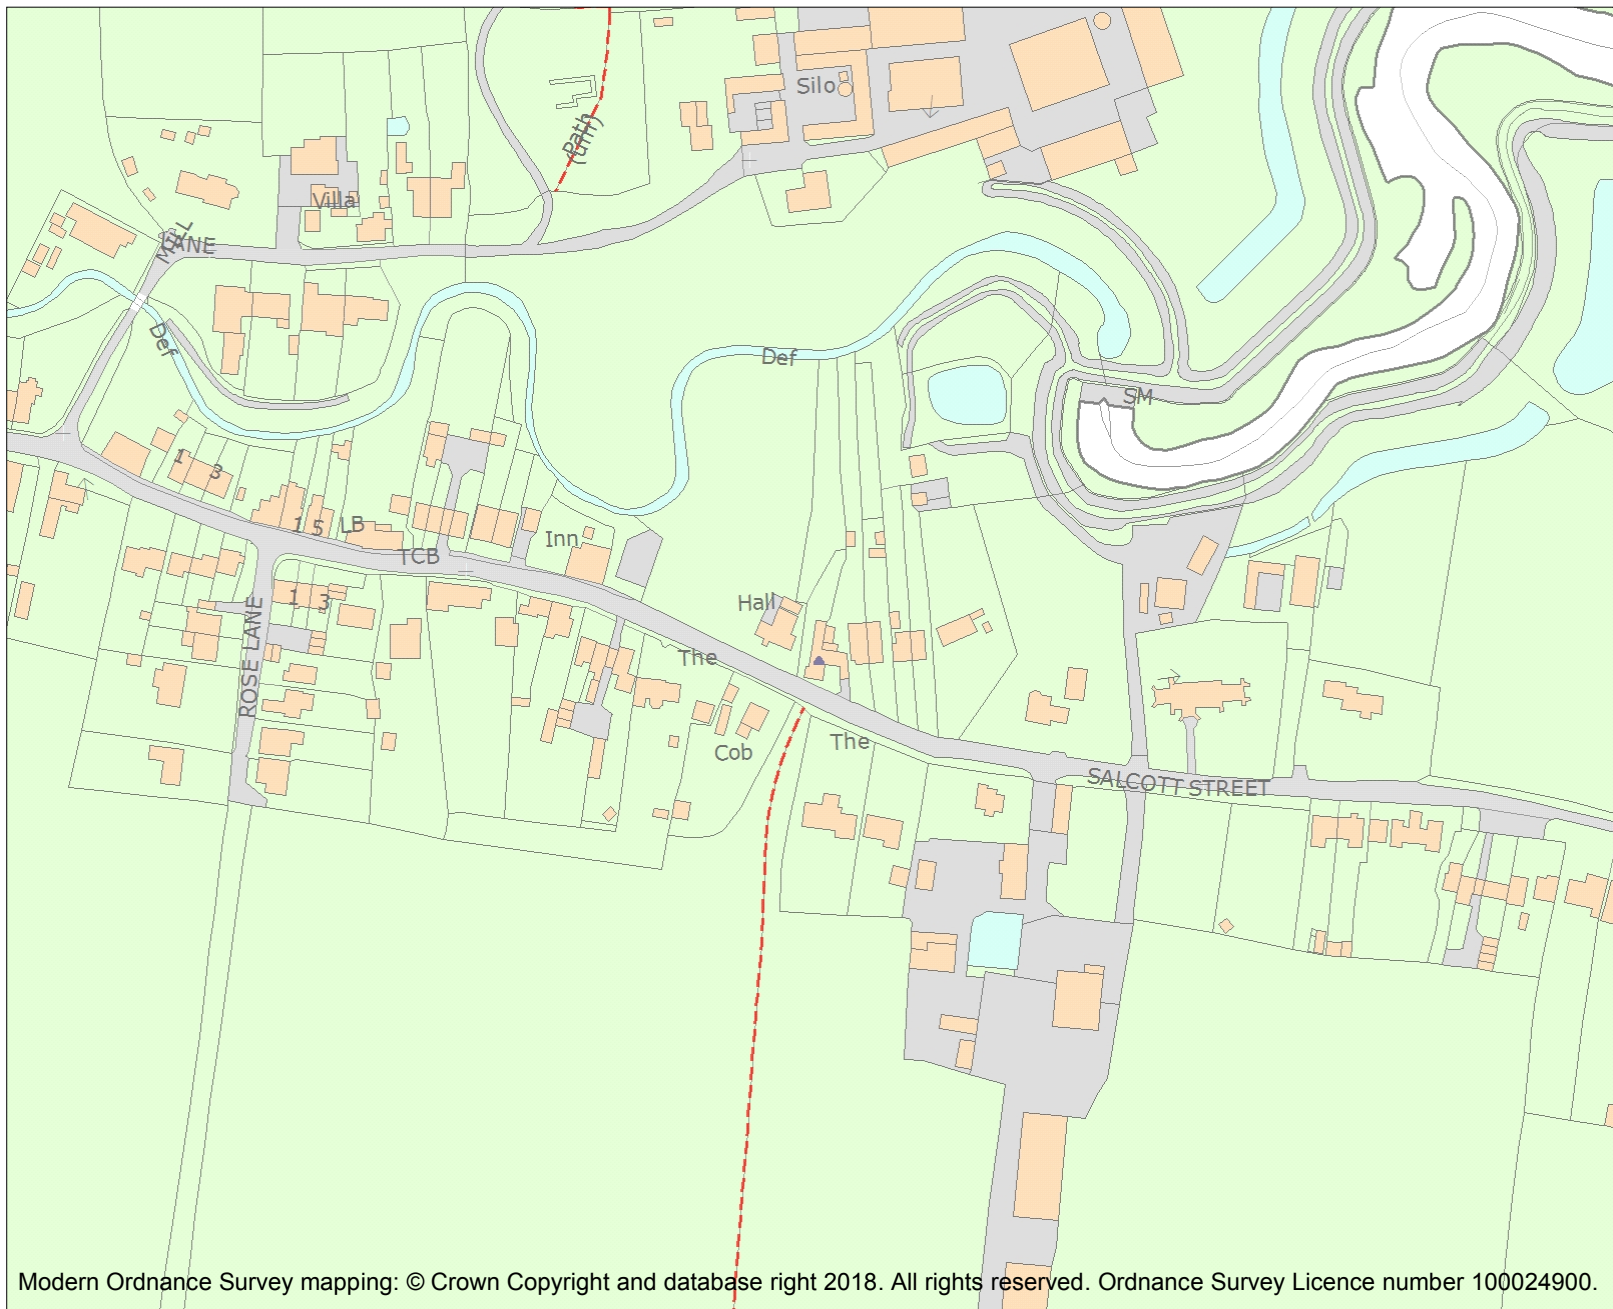 Silo
Path
(um)
Villa
MILL
LANE
Def
Def
SM
1
3
1
5
LB
TCB
Inn
1
3
Hall
ROSE LANE
The
The
Cob
SALCOTT STREET
Modern Ordnance Survey mapping: © Crown Copyright and database right 2018. All rights reserved. Ordnance Survey Licence number 100024900.